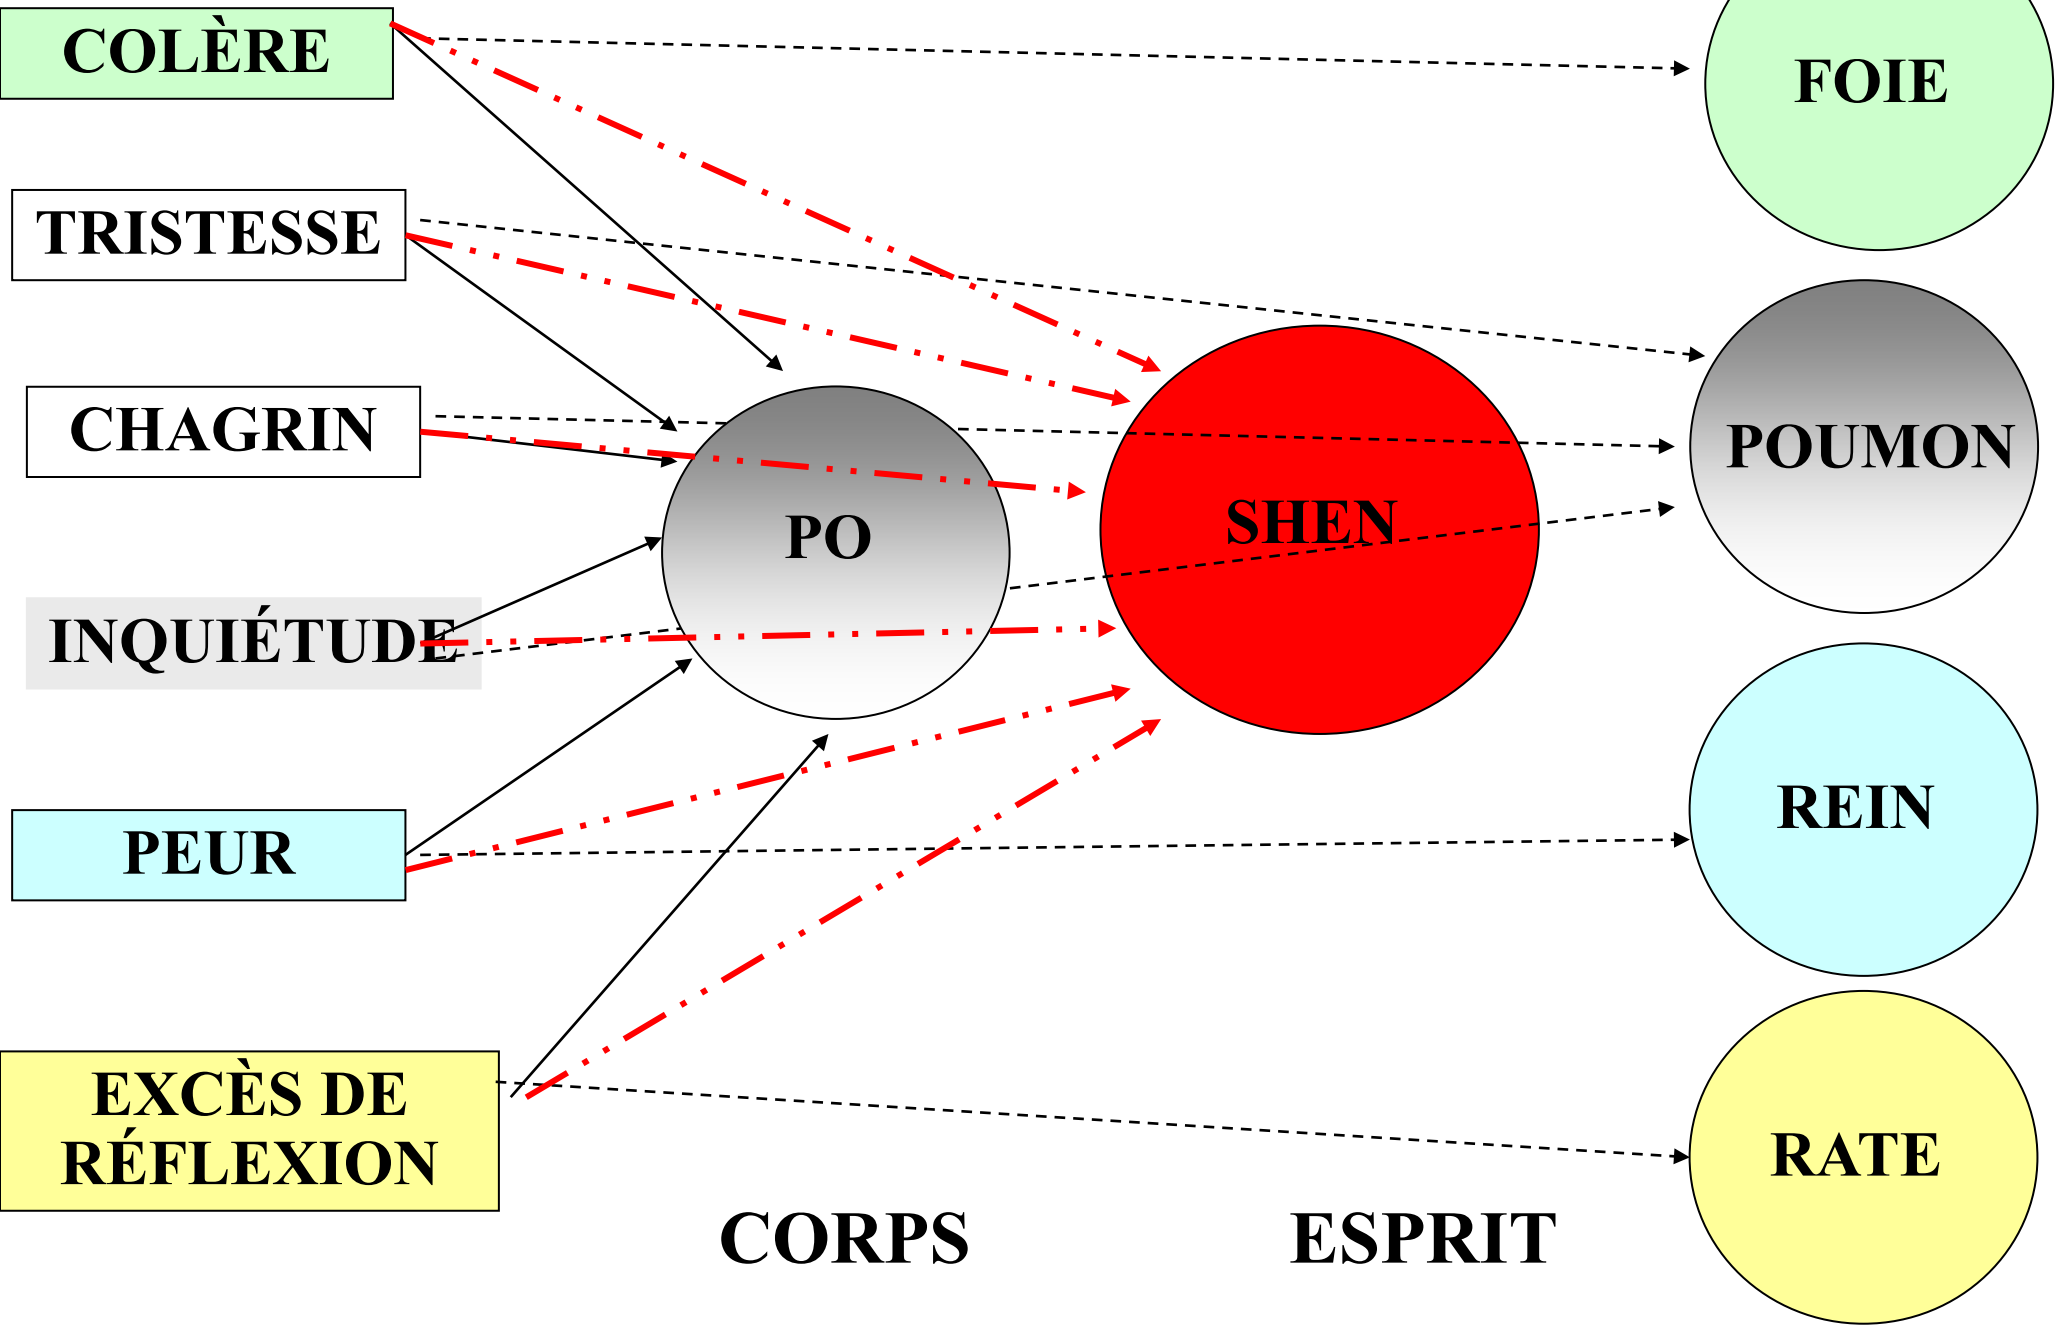 COLÈRE
FOIE
TRISTESSE
CHAGRIN
POUMON
PO
SHEN
INQUIÉTUDE
PEUR
REIN
EXCÈS DE
RÉFLEXION
RATE
CORPS
ESPRIT